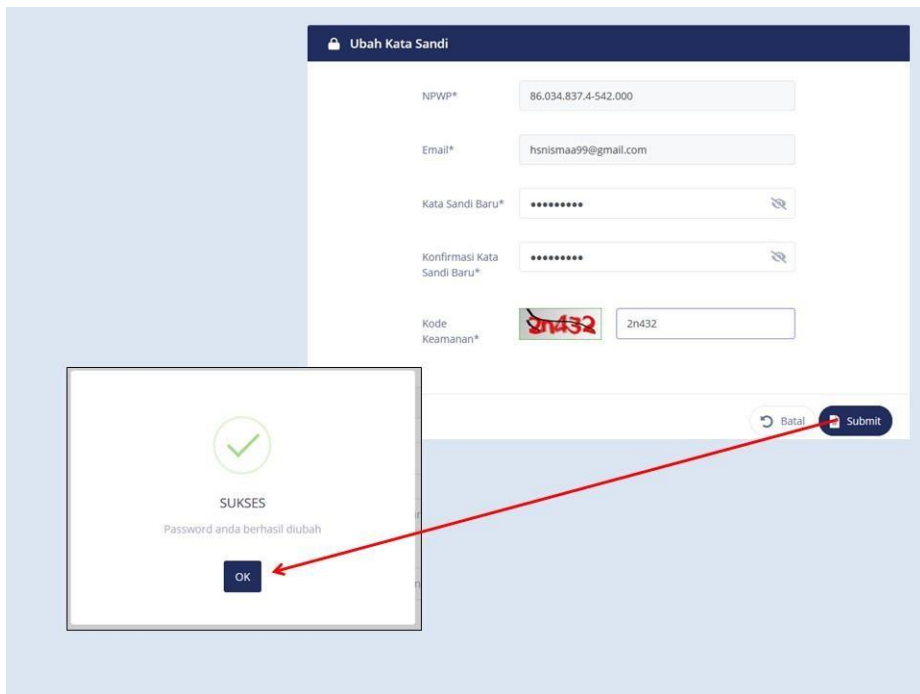 Ubah Kata Sandi
NPWP*
86.034.837.4-542.000
Email*
hsnismaa99@gmail.com
Kata Sandi Baru*
•••••••••
Konfirmasi Kata
Sandi Baru*
•••••••••
Kode
Keamanan*
2n432
2n432
Batal
Submit
SUKSES
Password anda berhasil diubah
OK